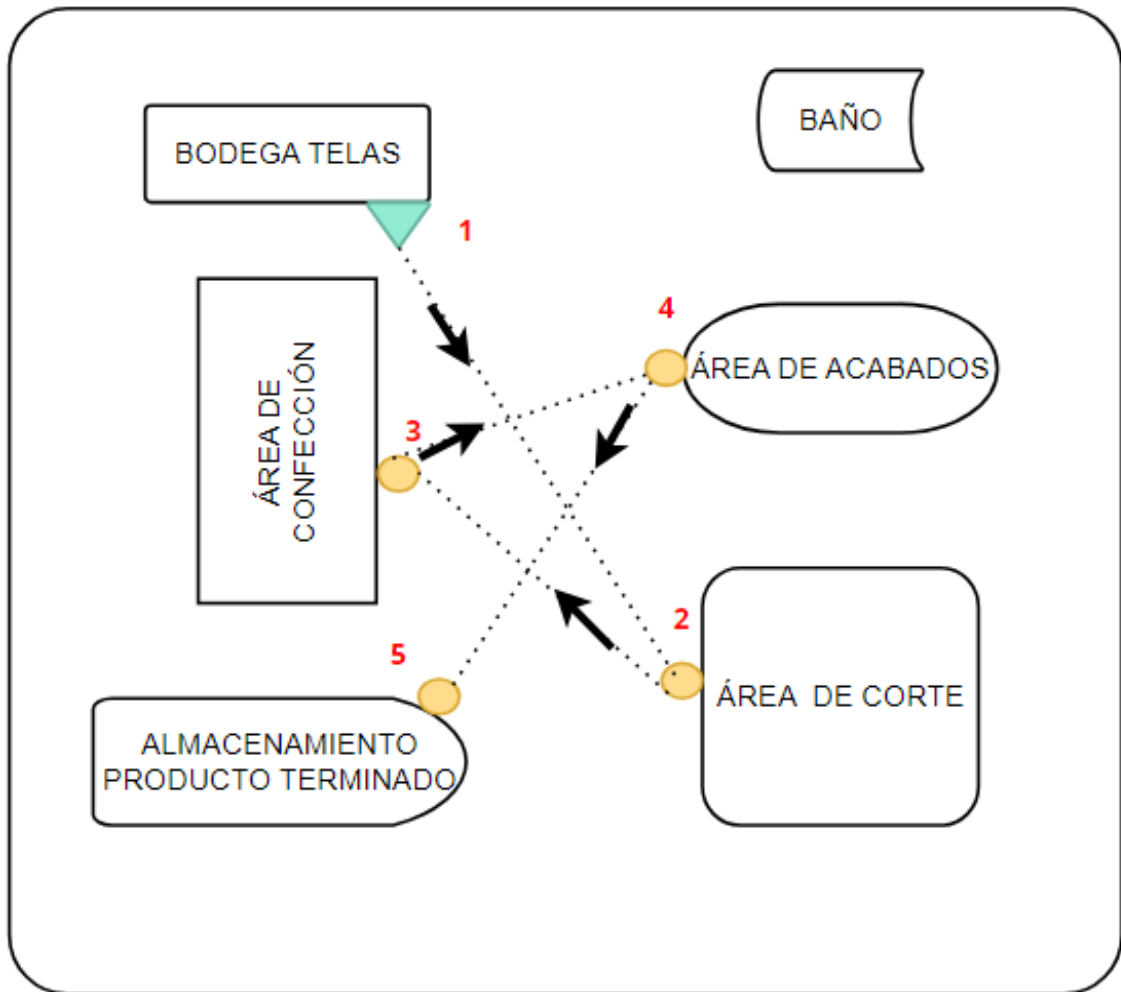 BAÑO
BODEGA TELAS
1
4
ÁREA DE ACABADOS
ÁREA DE
CONFECCIÓN
3
2
ÁREA  DE CORTE
5
ALMACENAMIENTO
PRODUCTO TERMINADO